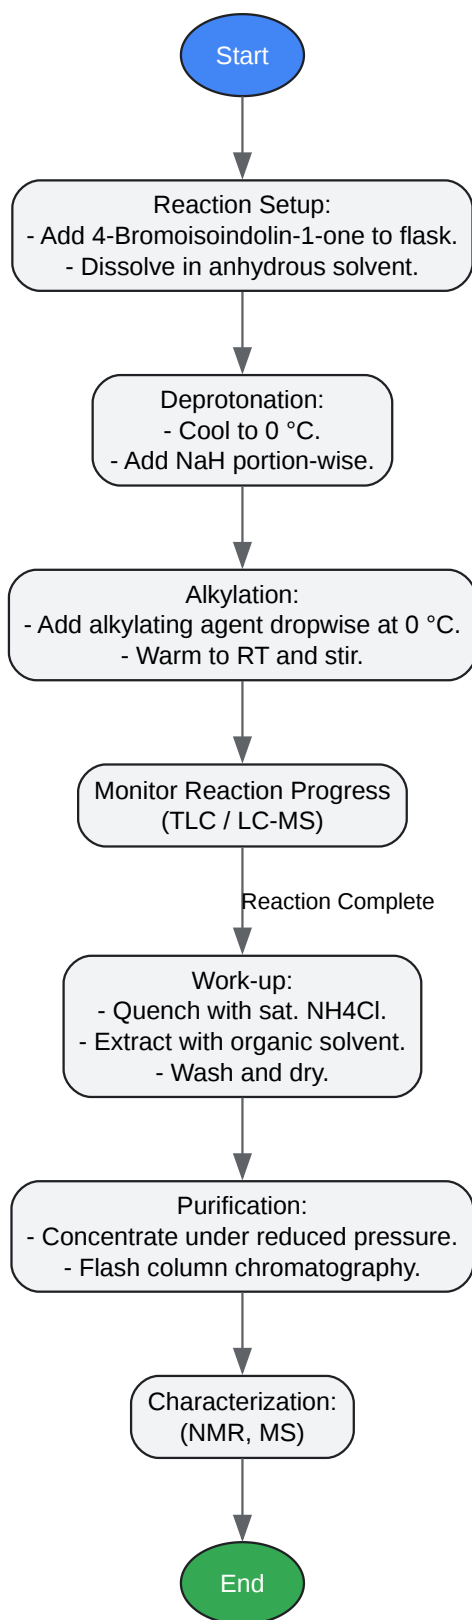 Start
Reaction Setup:
- Add 4-Bromoisoindolin-1-one to flask.
- Dissolve in anhydrous solvent.
Deprotonation:
- Cool to 0 °C.
- Add NaH portion-wise.
Alkylation:
- Add alkylating agent dropwise at 0 °C.
- Warm to RT and stir.
Monitor Reaction Progress
(TLC / LC-MS)
Reaction Complete
Work-up:
- Quench with sat. NH4Cl.
- Extract with organic solvent.
- Wash and dry.
Purification:
- Concentrate under reduced pressure.
- Flash column chromatography.
Characterization:
(NMR, MS)
End